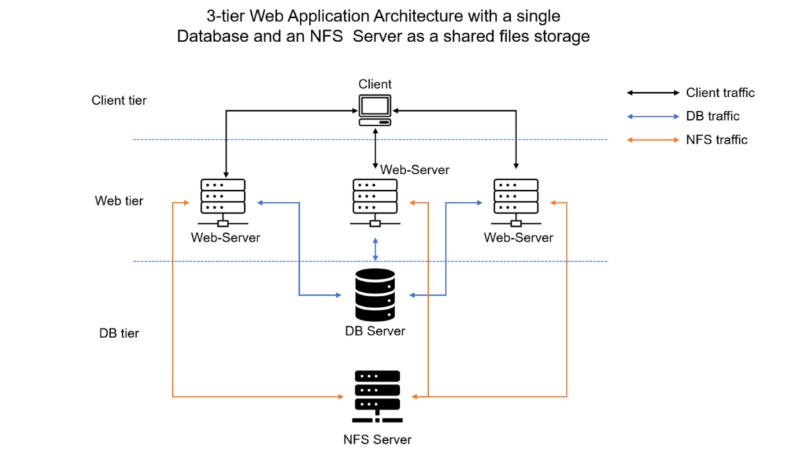 3-tier Web Application Architecture with a single
Database and an NFS Server as a shared files storage
Client
Client tier
Client traffic
DB traffic
NFS traffic
Web-Server
Web tier
Web-Server
Web-Server
DB Server
DB tier
NFS Server